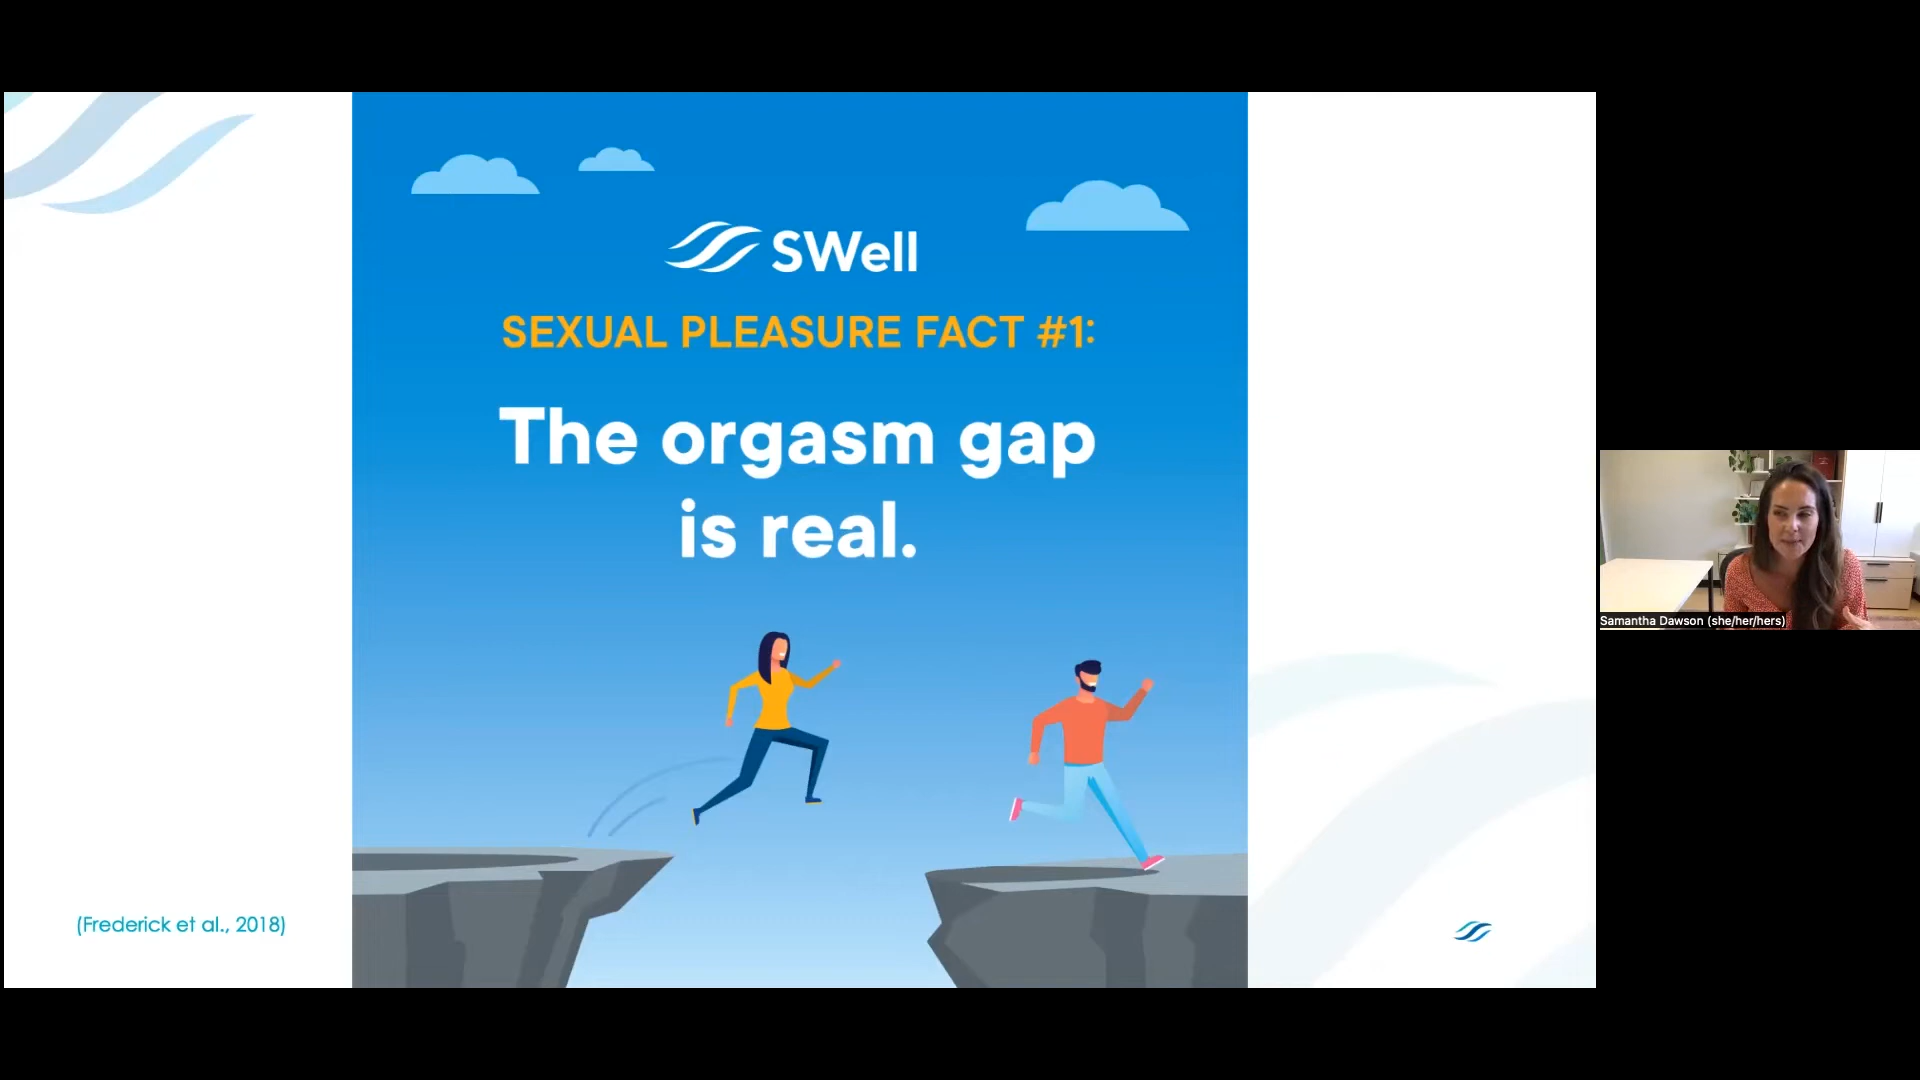 SWell
SEXUAL PLEASURE FACT #1:
The orgasm gap
is real.
(Frederick et al., 2018)
Samantha Dawson (she/her/hers)